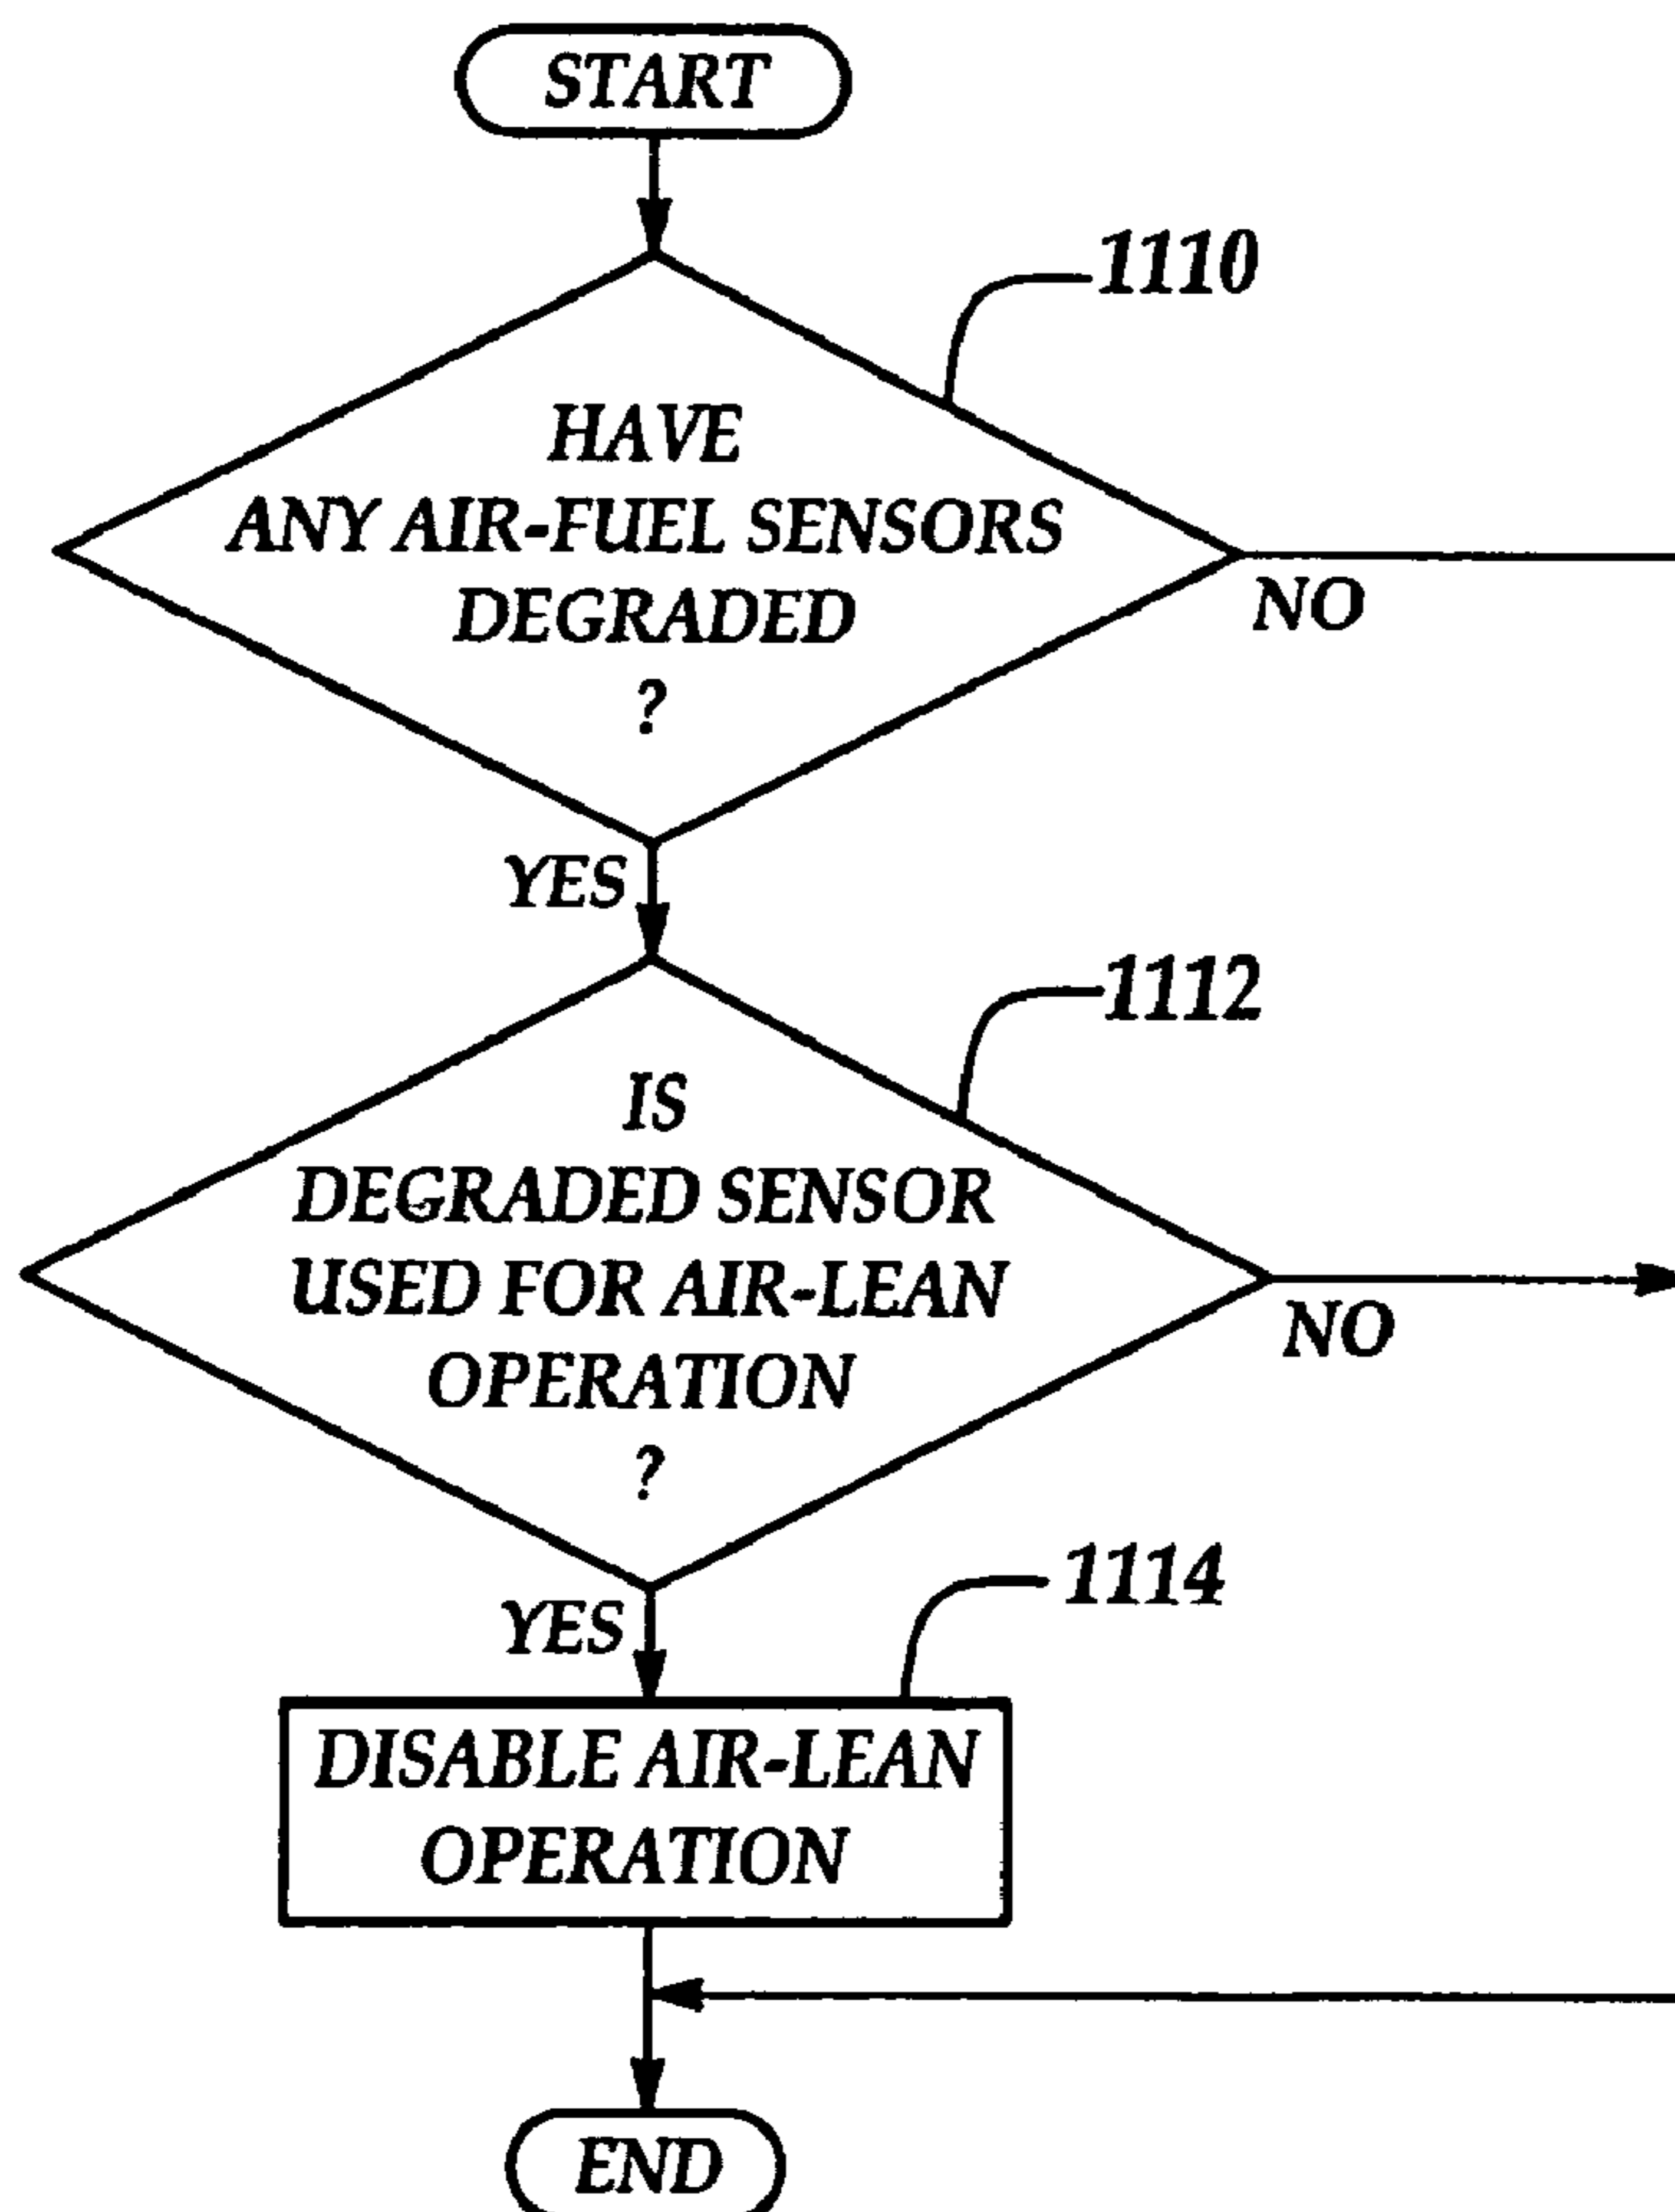 START
1110
HAVE
ANY AIR-FUEL SENSORS
DEGRADED
?
NO
YES
1112
IS
DEGRADED SENSOR
USED FOR AIR-LEAN
OPERATION
?
NO
YES
1114
DISABLE AIR-LEAN
OPERATION
END